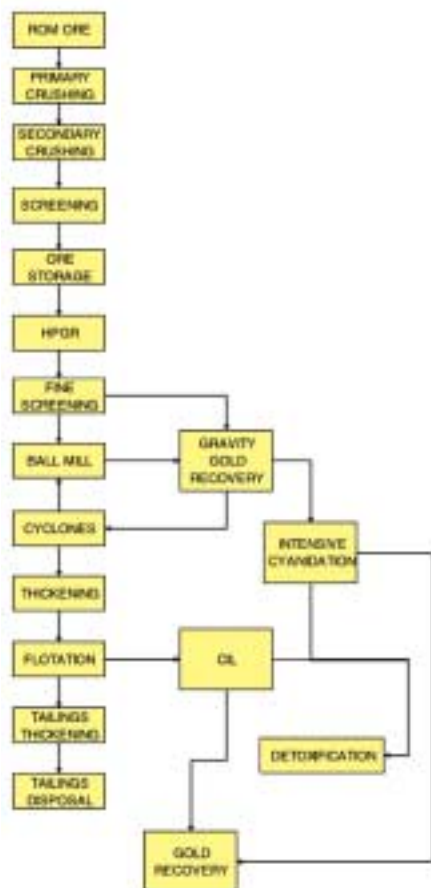 ROM ORE
PRIMARY
CRUSHING
SECONDARY
CRUSHING
SCREENING
ORE
STORAGE
HPGR
FINE
SCREENING
BALL MILL
GRAVITY
GOLD
RECOVERY
CYCLONES
INTENSIVE
CYANIDATION
THICKENING
FLOTATION
CIL
TAILINGS
THICKENING
DETOXIFICATION
TAILINGS
DISPOSAL
GOLD
RECOVERY